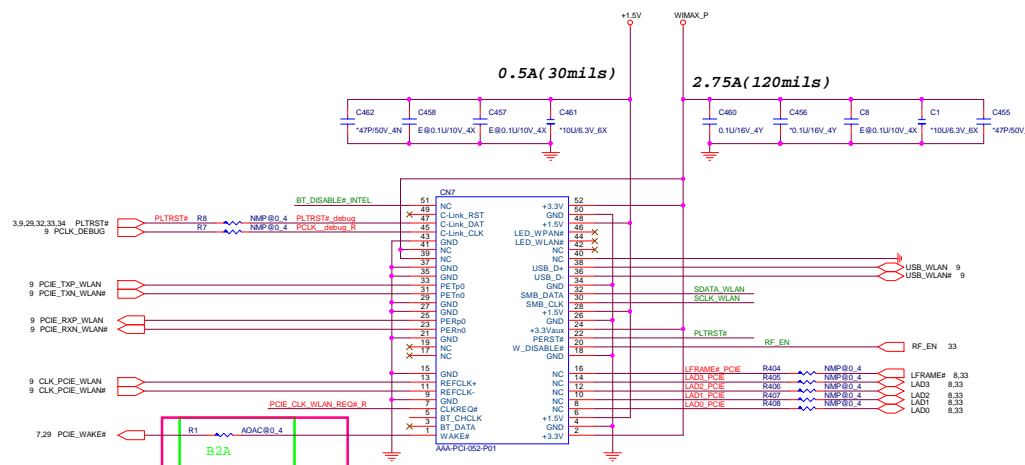 +1.5V
WIMAX_P
0.5A(30mils)
2.75A(120mils)
C462
C458
C457
C461
*47P/50V_4N
E@0.1U/10V_4X
E@0.1U/10V_4X
*10U/6.3V_6X
C460
C456
C8
C1
C455
0.1U/16V_4Y
*0.1U/16V_4Y
E@0.1U/10V_4X
*10U/6.3V_6X
*47P/50V_
CN7
BT_DISABLE#_INTEL
51 NC +3.3V 52
49 C-Link_RST GND 50
3,9,29,32,33,34 PLTRST# PLTRST# R8 NMP@0_4 PLTRST#_debug 47 C-Link_DAT +1.5V 48
9 PCLK_DEBUG R7 NMP@0_4 PCLK__debug_R 45 C-Link_CLK LED_WPAN# 46
43 GND LED_WLAN# 44
41 NC NC 42
39 NC NC 40
37 GND USB_D+ 38 USB_WLAN 9
35 GND USB_D- 36 USB_WLAN# 9
9 PCIE_TXP_WLAN 33 PETp0 GND 34
9 PCIE_TXN_WLAN# 31 PETn0 SMB_DATA 32 SDATA_WLAN
29 GND SMB_CLK 30 SCLK_WLAN
27 GND +1.5V 28
9 PCIE_RXP_WLAN 25 PERp0 GND 26
9 PCIE_RXN_WLAN# 23 PERn0 +3.3Vaux 24
21 GND PERST# 22 PLTRST#
19 NC W_DISABLE# 20 RF_EN RF_EN 33
17 NC GND 18
15 GND NC 16 LFRAME#_PCIE R404 NMP@0_4 LFRAME# 8,33
9 CLK_PCIE_WLAN 13 REFCLK+ NC 14 LAD3_PCIE R405 NMP@0_4 LAD3 8,33
9 CLK_PCIE_WLAN# 11 REFCLK- NC 12 LAD2_PCIE R406 NMP@0_4 LAD2 8,33
9 GND NC 10 LAD1_PCIE R407 NMP@0_4 LAD1 8,33
PCIE_CLK_WLAN_REQ#_R 7 CLKREQ# NC 8 LAD0_PCIE R408 NMP@0_4 LAD0 8,33
5 BT_CHCLK +1.5V 6
3 BT_DATA GND 4
7,29 PCIE_WAKE# R1 AOAC@0_4 1 WAKE# +3.3V 2
AAA-PCI-052-P01
B2A